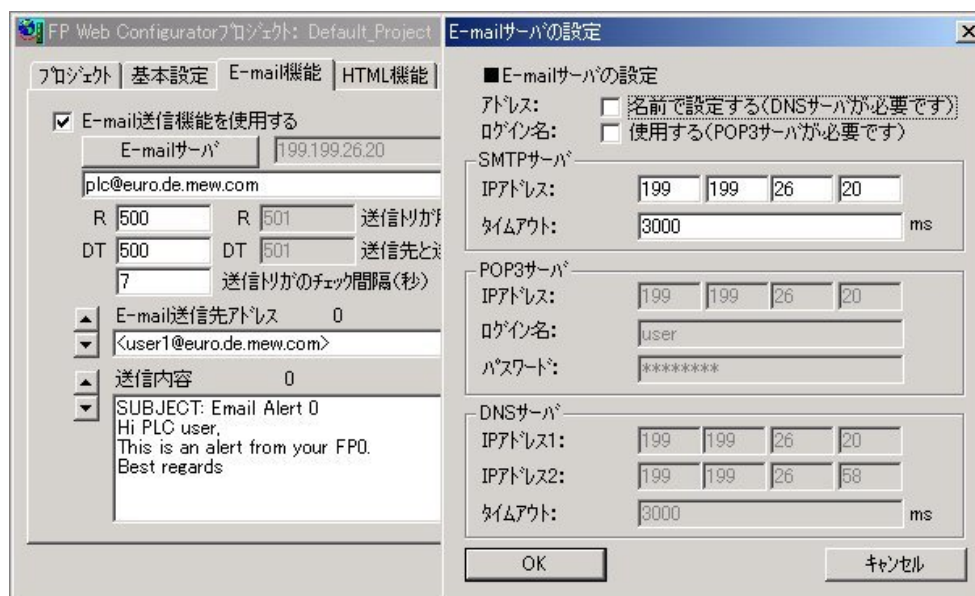 FP Web Configuratorプロジェクト: Default_Project
プロジェクト 基本設定 E-mail機能 HTML機能
E-mail送信機能を使用する
E-mailサーバ 199.199.26.20
plc@euro.de.mew.com
R 500 R 501 送信トリガ
DT 500 DT 501 送信先と
7 送信トリガのチェック間隔(秒)
E-mail送信先アドレス 0
<user1@euro.de.mew.com>
送信内容 0
SUBJECT: Email Alert 0
Hi PLC user,
This is an alert from your FP0.
Best regards
E-mailサーバの設定
■E-mailサーバの設定
アドレス: 名前で設定する(DNSサーバが必要です)
ログイン名: 使用する(POP3サーバが必要です)
SMTPサーバ
IPアドレス: 199 199 26 20
タイムアウト: 3000 ms
POP3サーバ
IPアドレス: 199 199 26 20
ログイン名: user
パスワード: ********
DNSサーバ
IPアドレス1: 199 199 26 20
IPアドレス2: 199 199 26 58
タイムアウト: 3000 ms
OK キャンセル